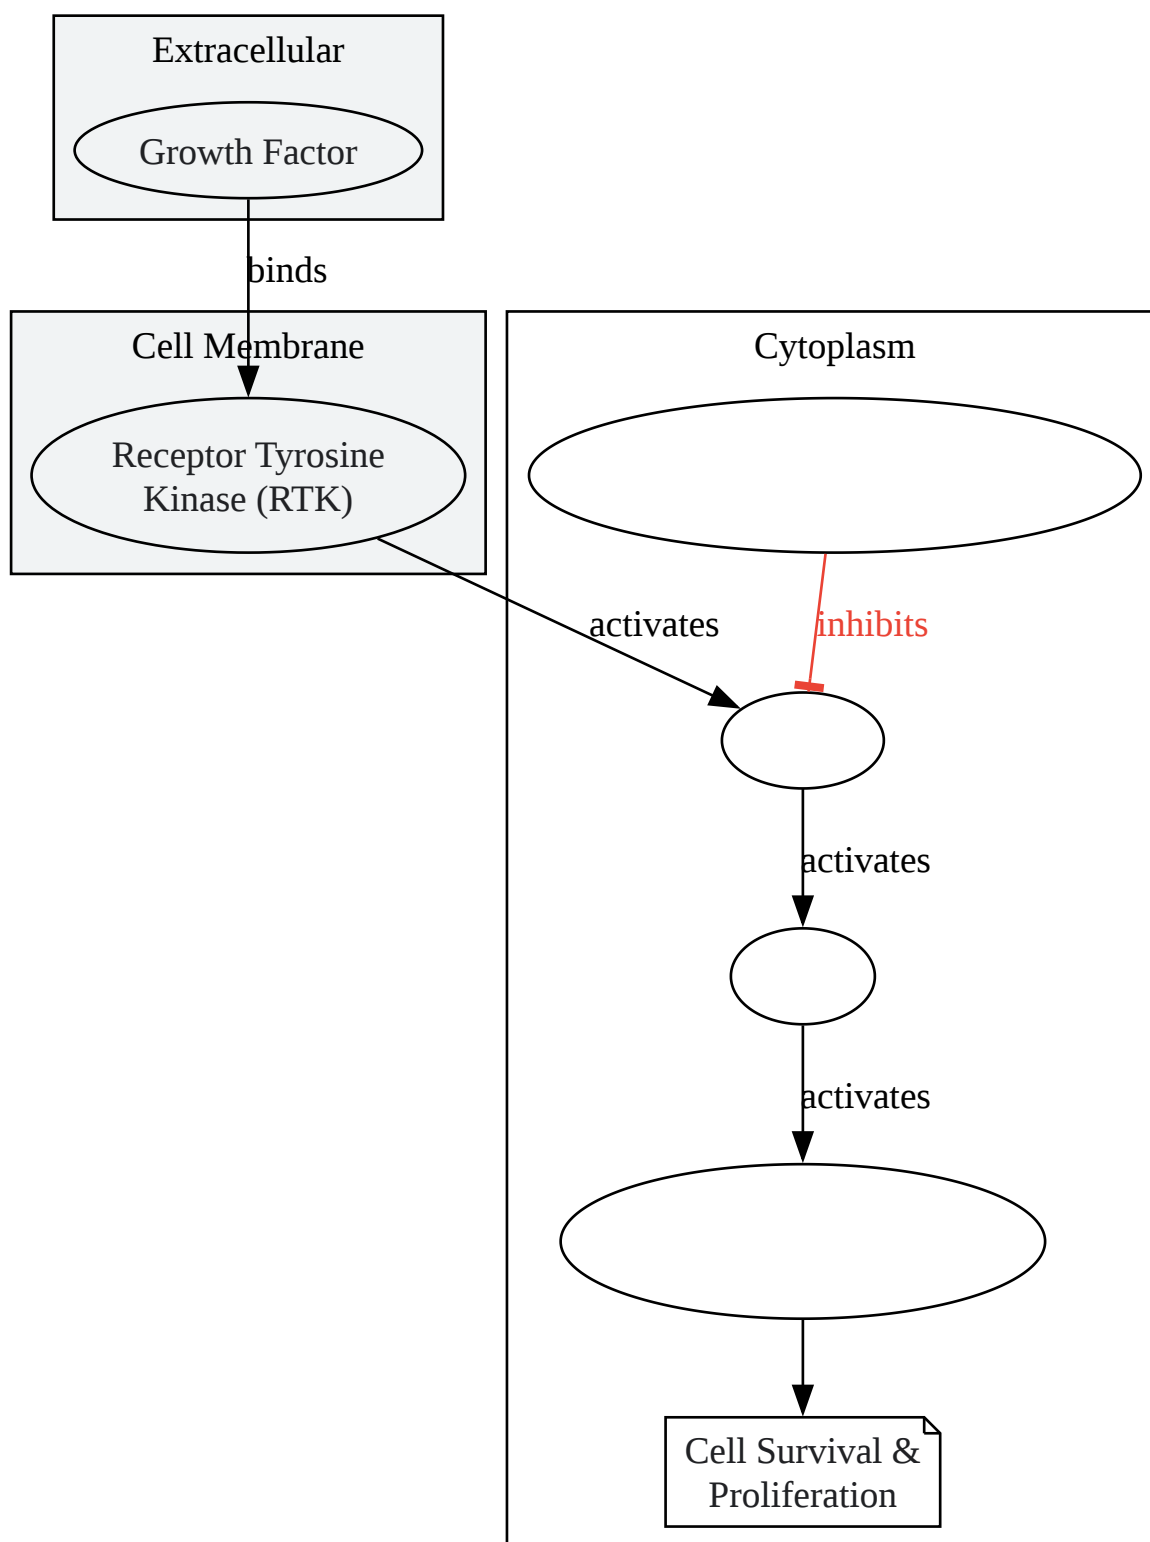 Extracellular
Growth Factor
binds
Cell Membrane
Receptor Tyrosine
Kinase (RTK)
Cytoplasm
activates
inhibits
activates
activates
Cell Survival &
Proliferation